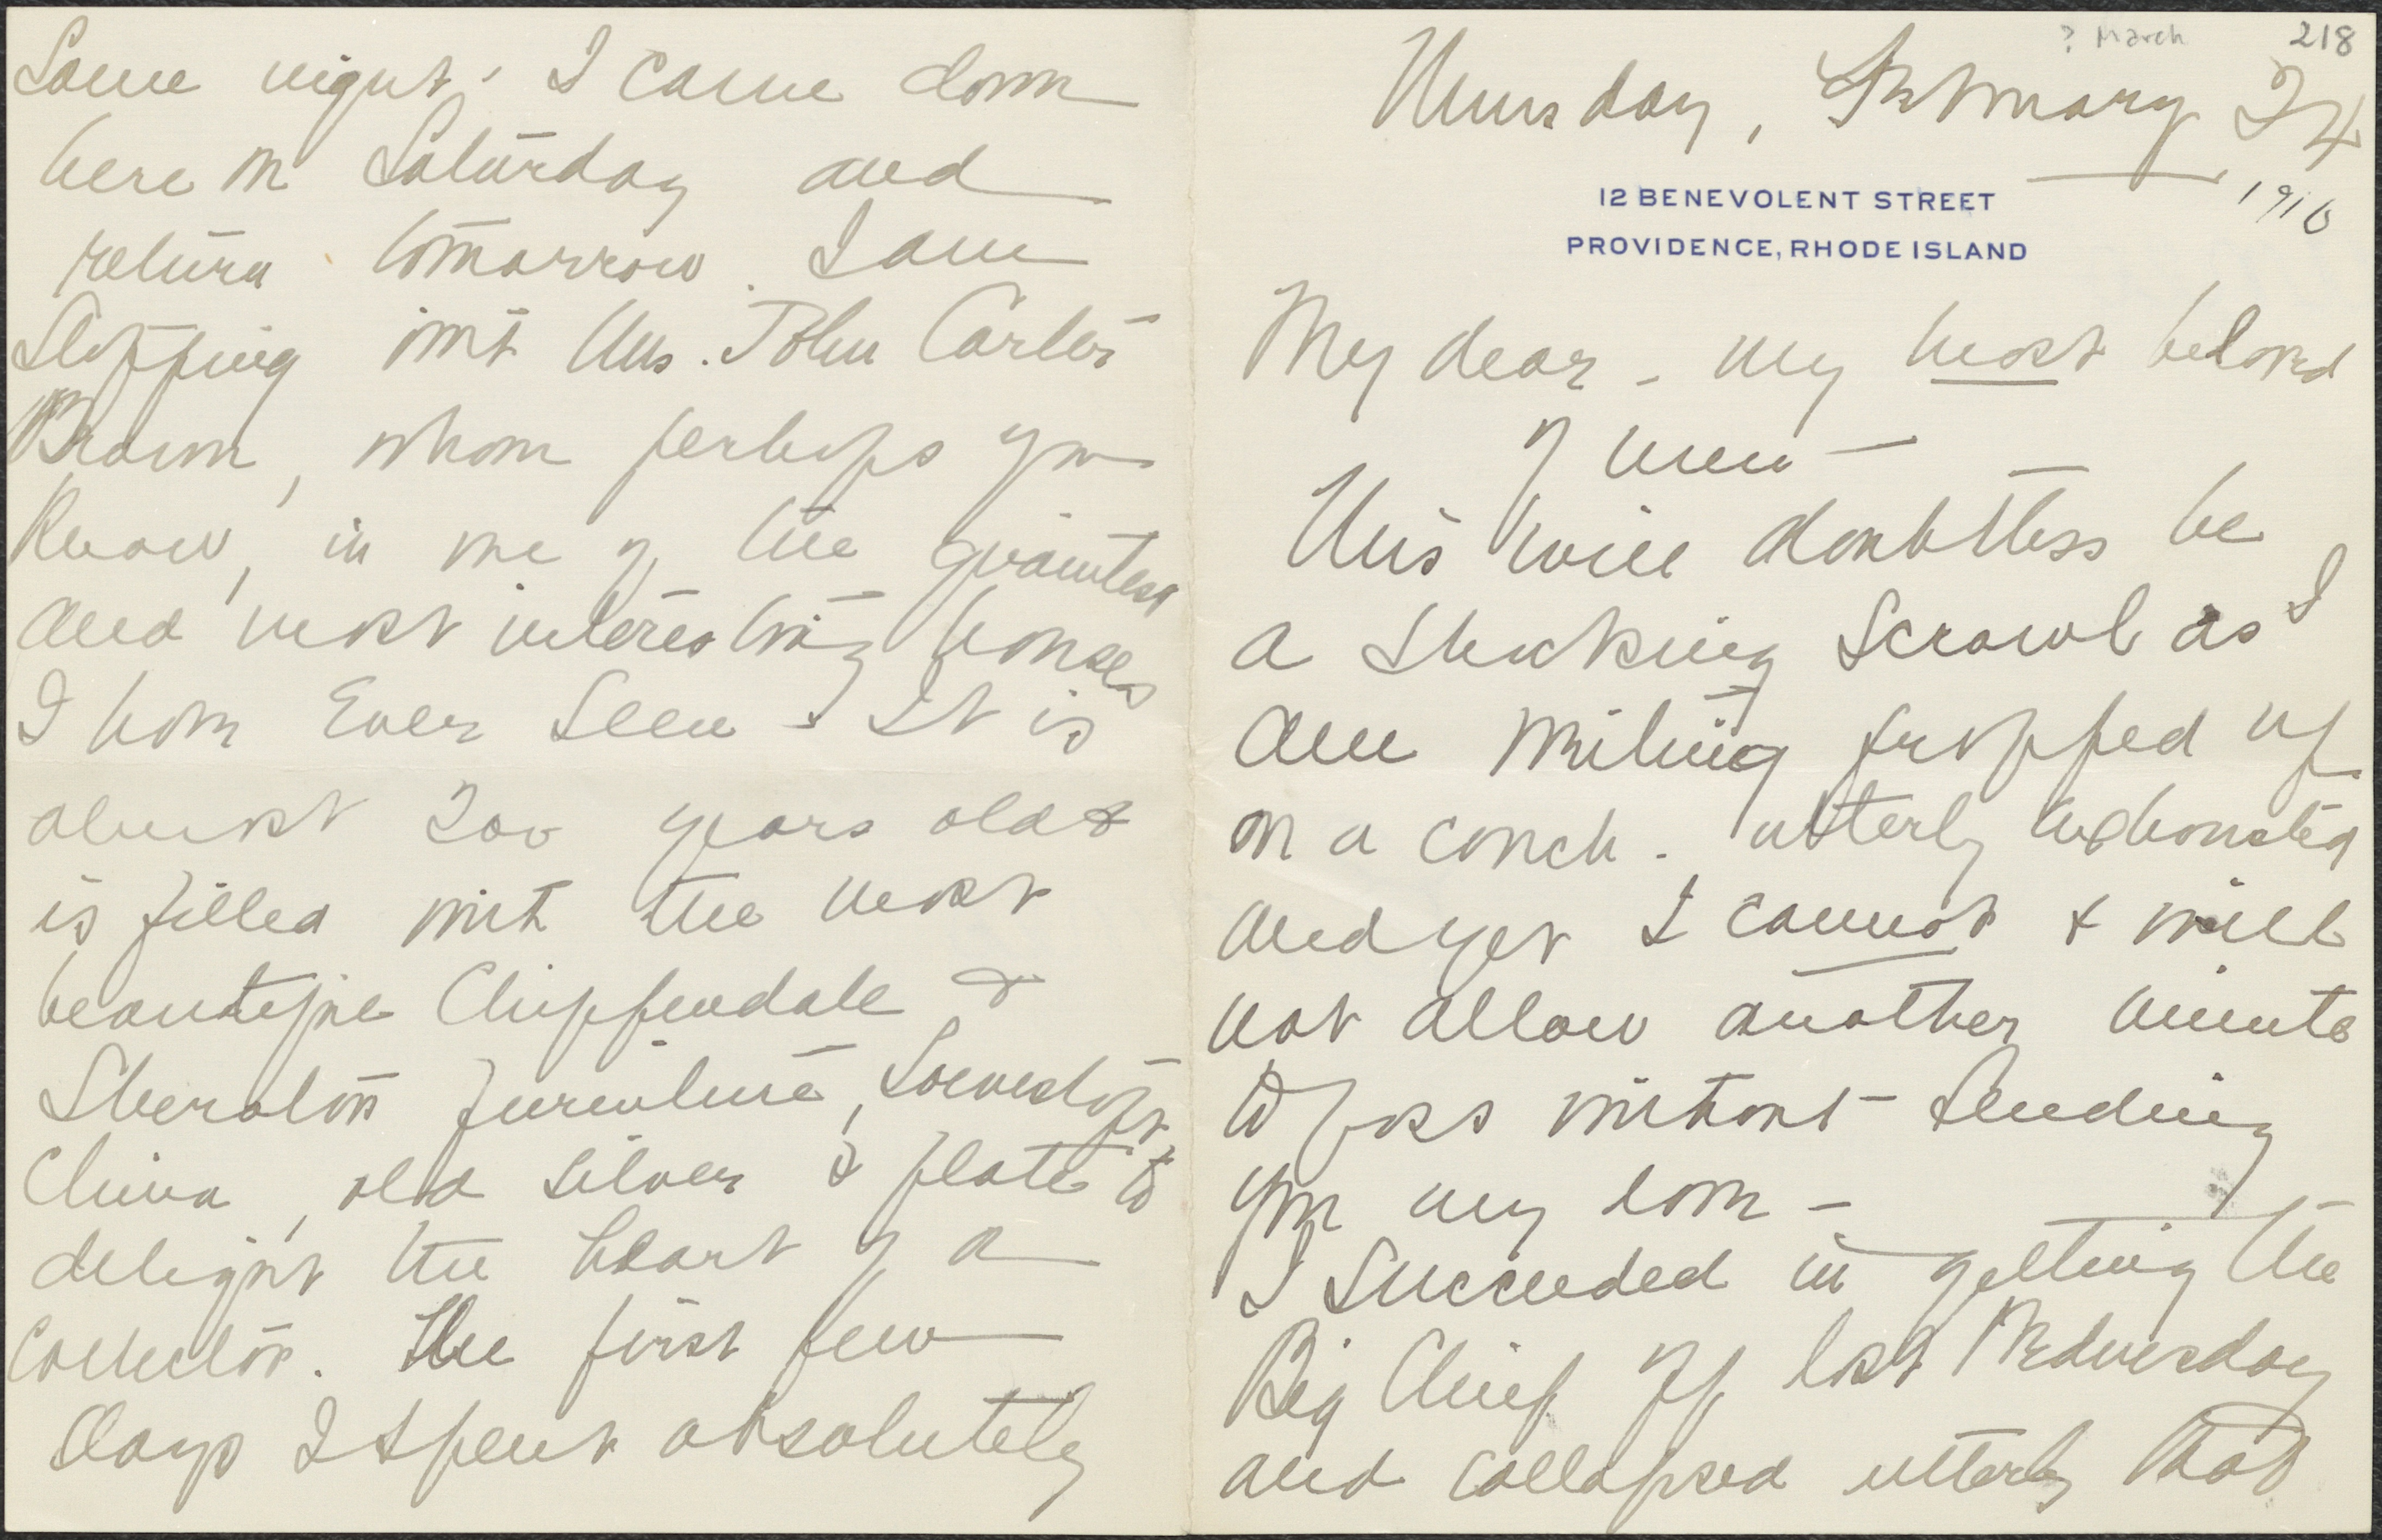 ? March
218
Thursday, February 24
1910
12 BENEVOLENT STREET
PROVIDENCE, RHODE ISLAND
My dear - my most beloved
of men -
This will doubtless be
a shocking scrawl as I
am writing propped up
on a couch - utterly exhausted
and yet I cannot & will
not allow another minute
to pass without sending
you my love -
I succeeded in getting the
Big Chief off last Wednesday
and collapsed utterly that
same night. I came down
here on Saturday and
return tomorrow. I am
stopping with Mrs. John Carter
Brown, whom perhaps you
know, in one of the quaintest
and most interesting houses
I have ever seen - It is
almost 200 years old &
is filled with the most
beautiful Chippendale &
Sheraton furniture, Lowestoft
China, old silver & plate to
delight the heart of a
collector. The first few
days I spent absolutely